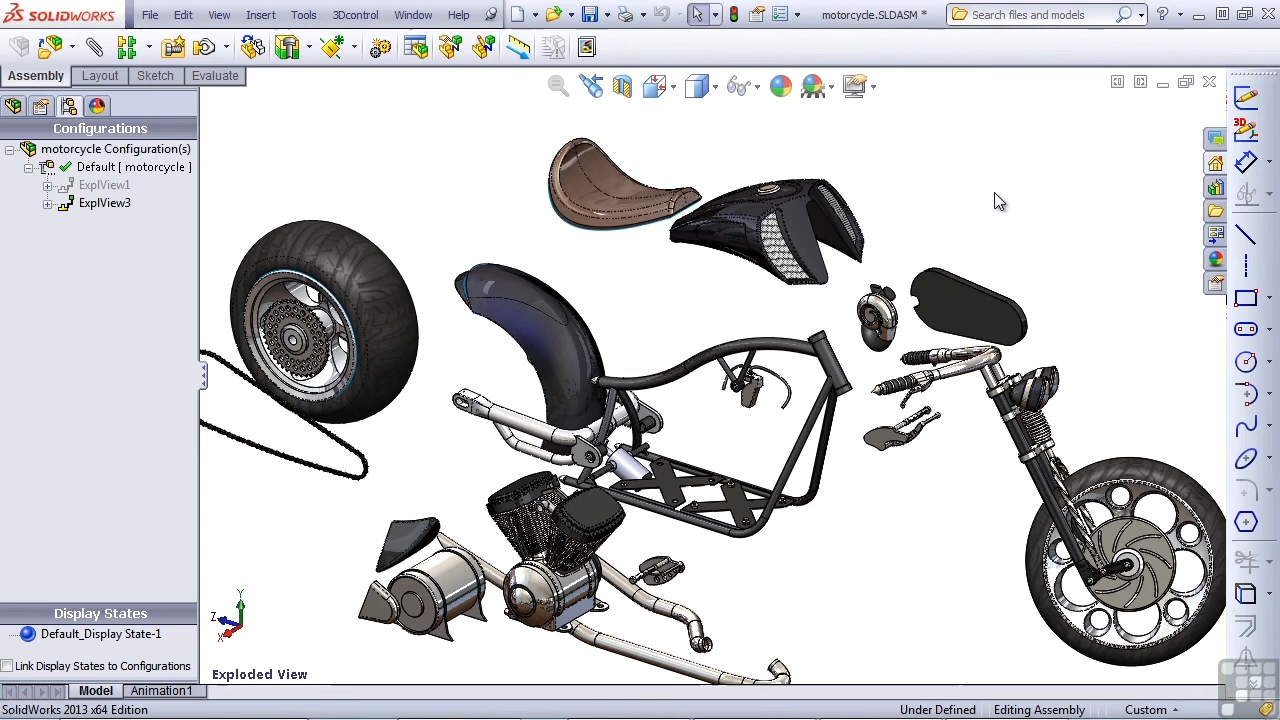 SOLIDWORKS File Edit View Insert Tools 3Dcontrol Window Help motorcycle.SLDASM * Search files and models ?
Assembly Layout Sketch Evaluate
Configurations
motorcycle Configuration(s)
Default [ motorcycle ]
ExplView1
ExplView3
3D
Y
Z
X
Display States
Default_Display State-1
Link Display States to Configurations
Exploded View
Model Animation1
SolidWorks 2013 x64 Edition Under Defined Editing Assembly Custom